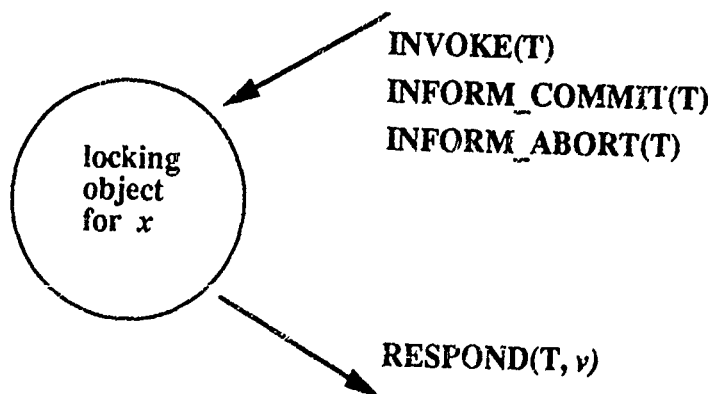 INVOKE(T)
INFORM_COMMIT(T)
INFORM_ABORT(T)
locking
object
for x
RESPOND(T, v)